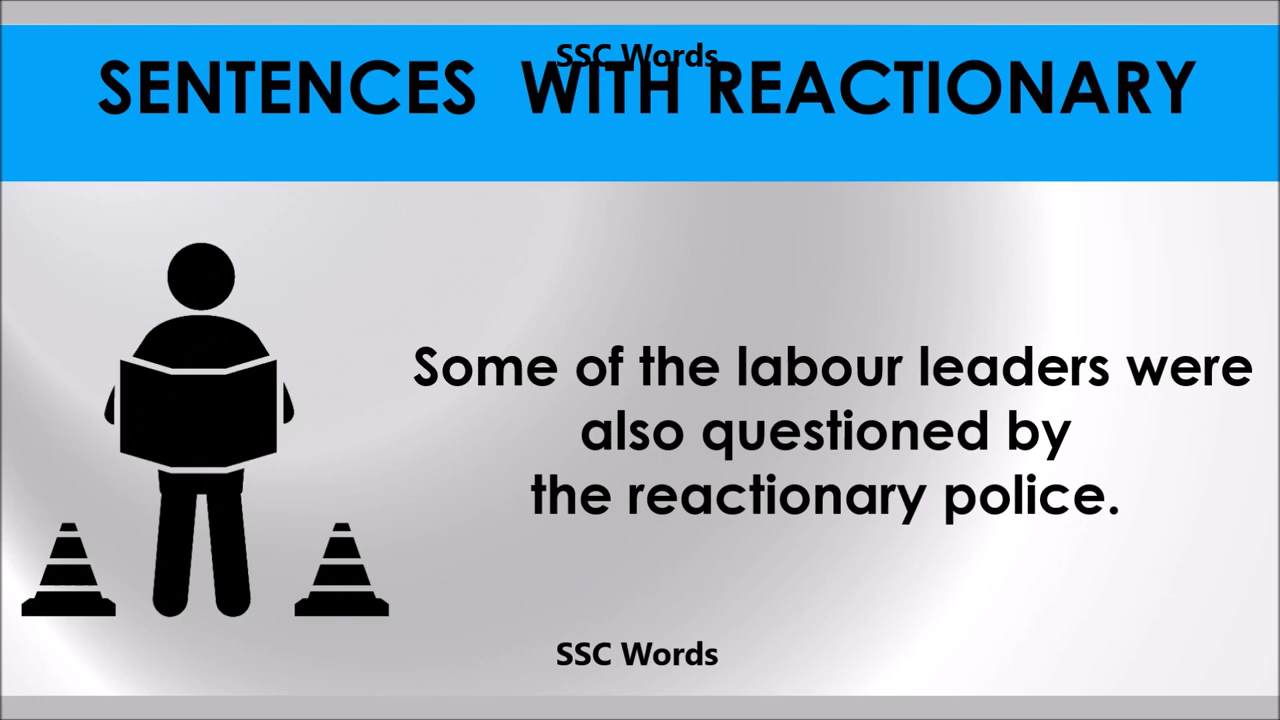 SSC Words
SENTENCES WITH REACTIONARY
Some of the labour leaders were
also questioned by
the reactionary police.
SSC Words